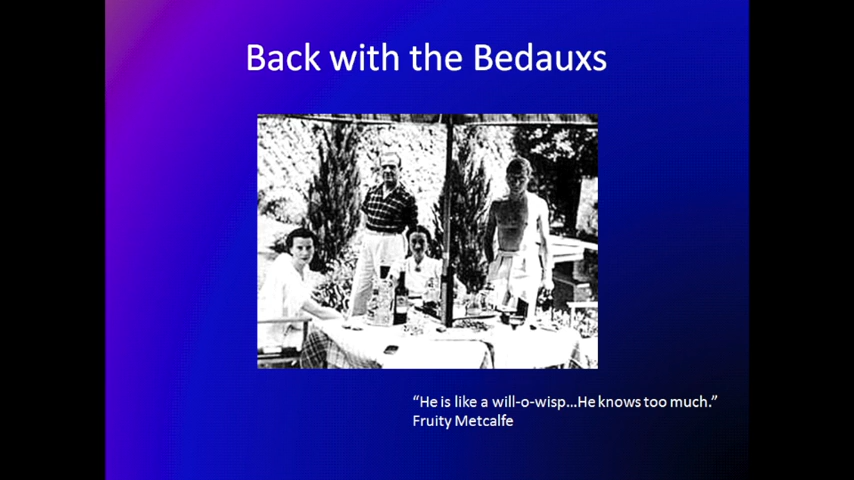 Back with the Bedauxs
“He is like a will-o-wisp…He knows too much.”
Fruity Metcalfe